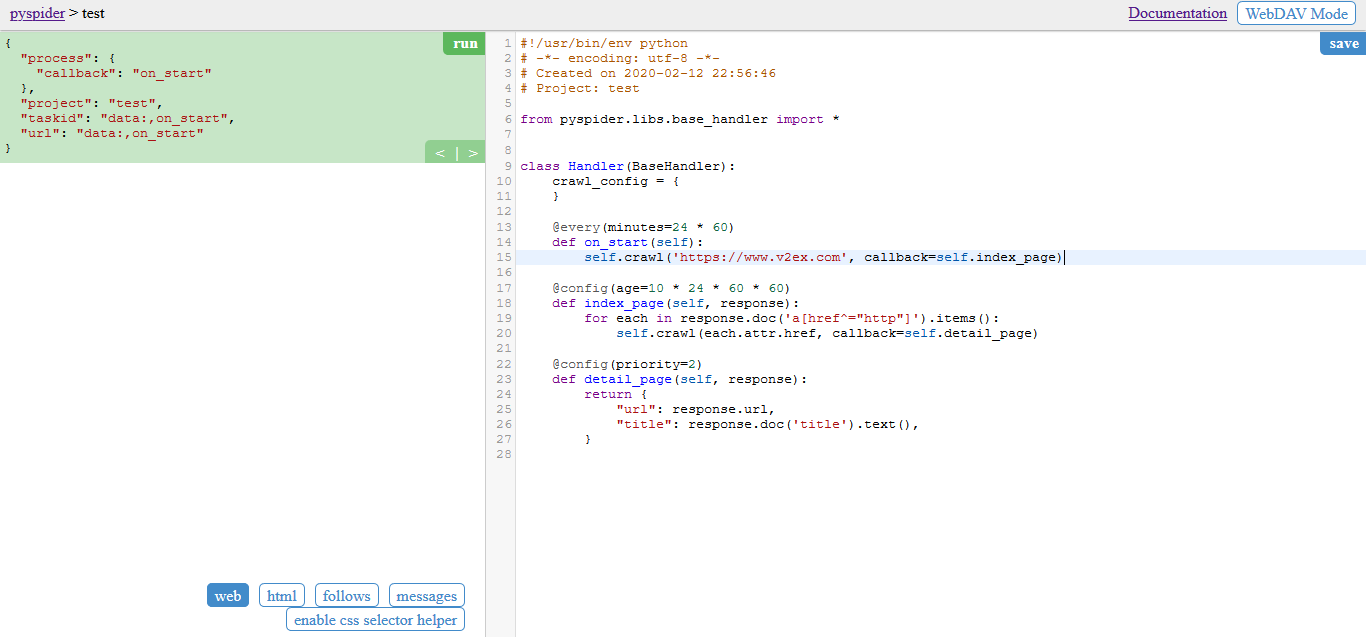 pyspider > test
Documentation
WebDAV Mode
{
  "process": {
    "callback": "on_start"
  },
  "project": "test",
  "taskid": "data:,on_start",
  "url": "data:,on_start"
}
run
< | >
web
html
follows
messages
enable css selector helper
save
1 #!/usr/bin/env python
2 # -*- encoding: utf-8 -*-
3 # Created on 2020-02-12 22:56:46
4 # Project: test
5
6 from pyspider.libs.base_handler import *
7
8
9 class Handler(BaseHandler):
10     crawl_config = {
11     }
12
13     @every(minutes=24 * 60)
14     def on_start(self):
15         self.crawl('https://www.v2ex.com', callback=self.index_page)
16
17     @config(age=10 * 24 * 60 * 60)
18     def index_page(self, response):
19         for each in response.doc('a[href^="http"]').items():
20             self.crawl(each.attr.href, callback=self.detail_page)
21
22     @config(priority=2)
23     def detail_page(self, response):
24         return {
25             "url": response.url,
26             "title": response.doc('title').text(),
27         }
28